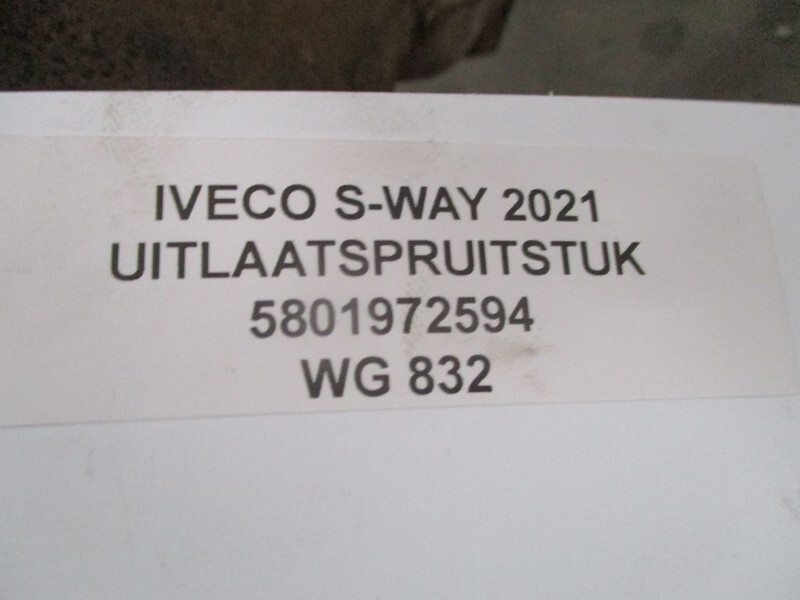 IVECO S-WAY 2021
UITLAATSPRUITSTUK
5801972594
WG 832